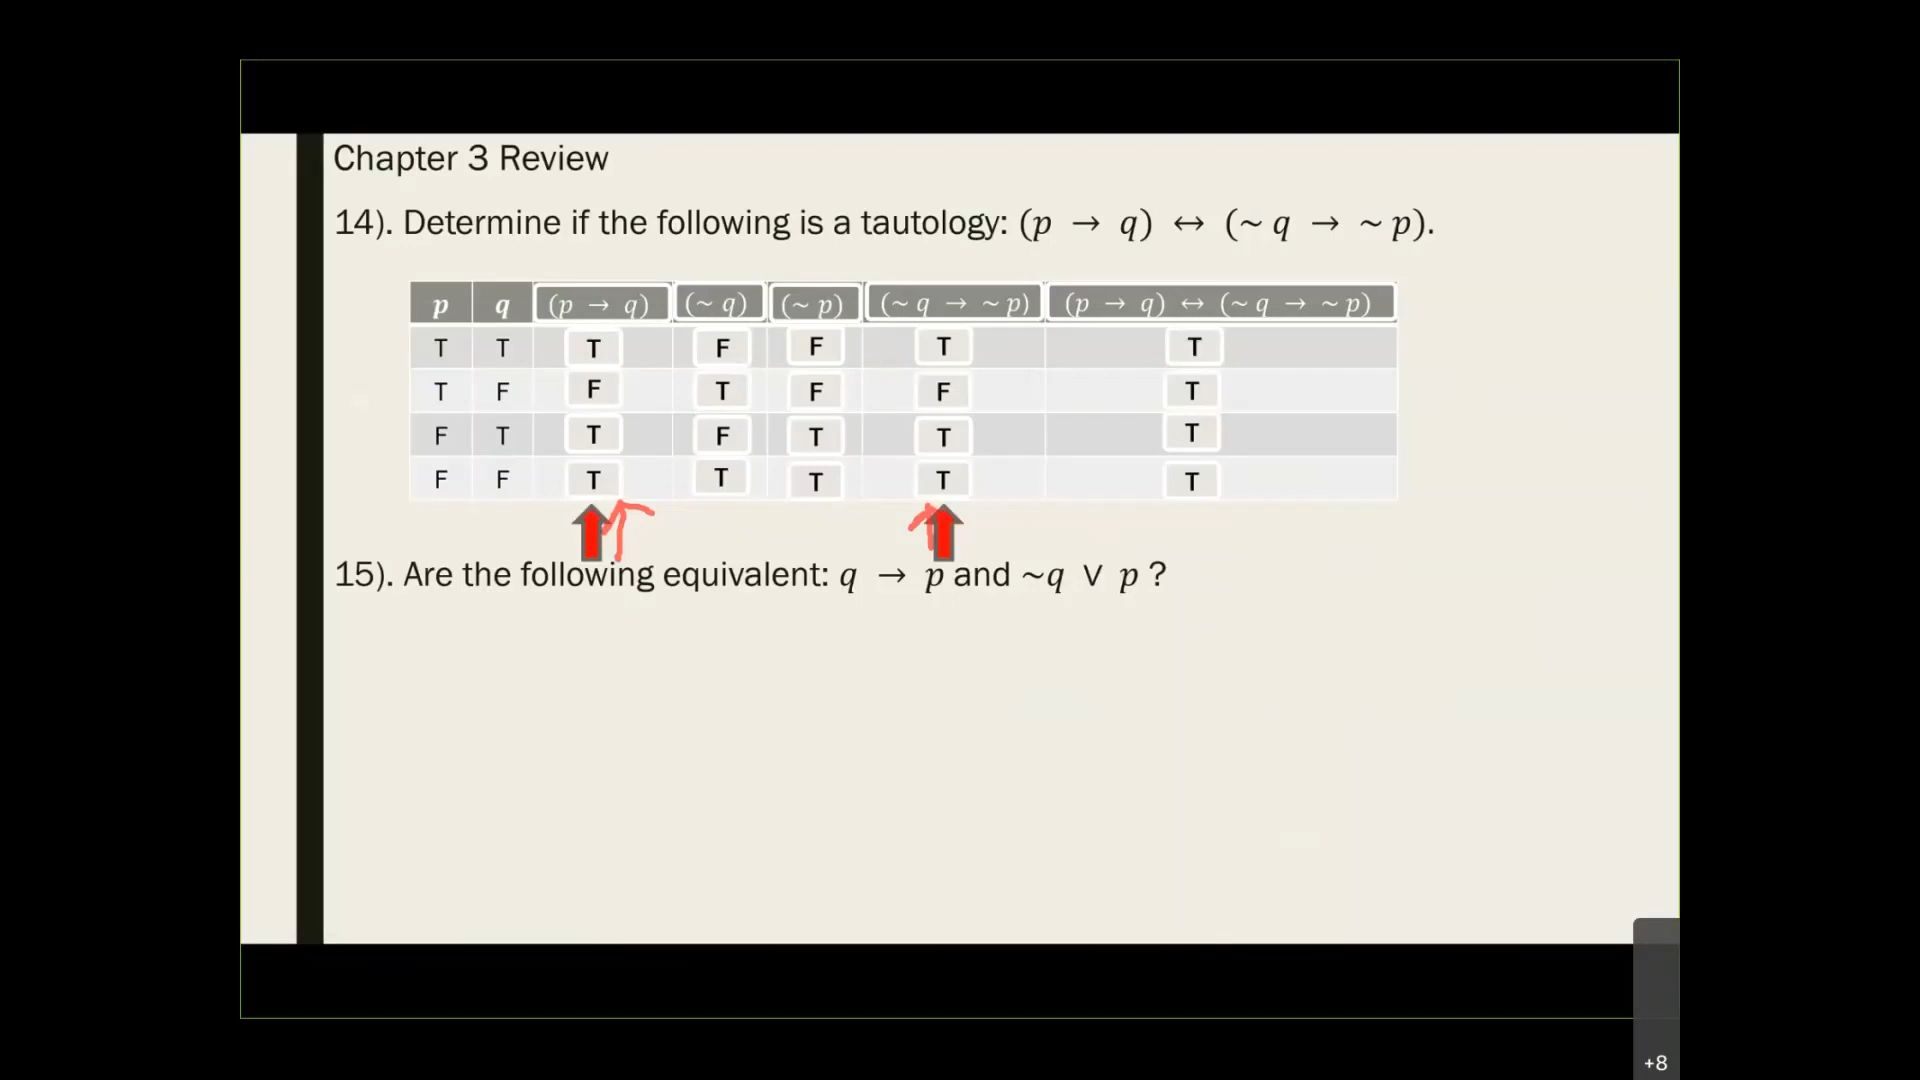 Chapter 3 Review
14). Determine if the following is a tautology: (p → q) ↔ (~ q → ~ p).
p q (p → q) (~ q) (~ p) (~ q → ~ p) (p → q) ↔ (~ q → ~ p)
T T T F F T T
T F F T F F T
F T T F T T T
F F T T T T T
15). Are the following equivalent: q → p and ~q ∨ p ?
+8